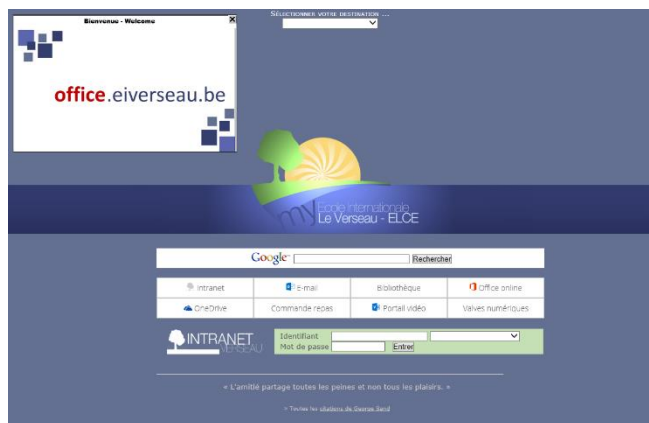 Bienvenue - Welcome
X
SÉLECTIONNER VOTRE DESTINATION ...
office.eiverseau.be
my
Ecole Internationale
Le Verseau - ELCE
Google
Rechercher
Intranet
E-mail
Bibliothèque
Office online
OneDrive
Commande repas
Portail vidéo
Valves numériques
INTRANET
VERSEAU
Identifiant
Mot de passe
Entrer
« L'amitié partage toutes les peines et non tous les plaisirs. »
> Toutes les citations de George Sand